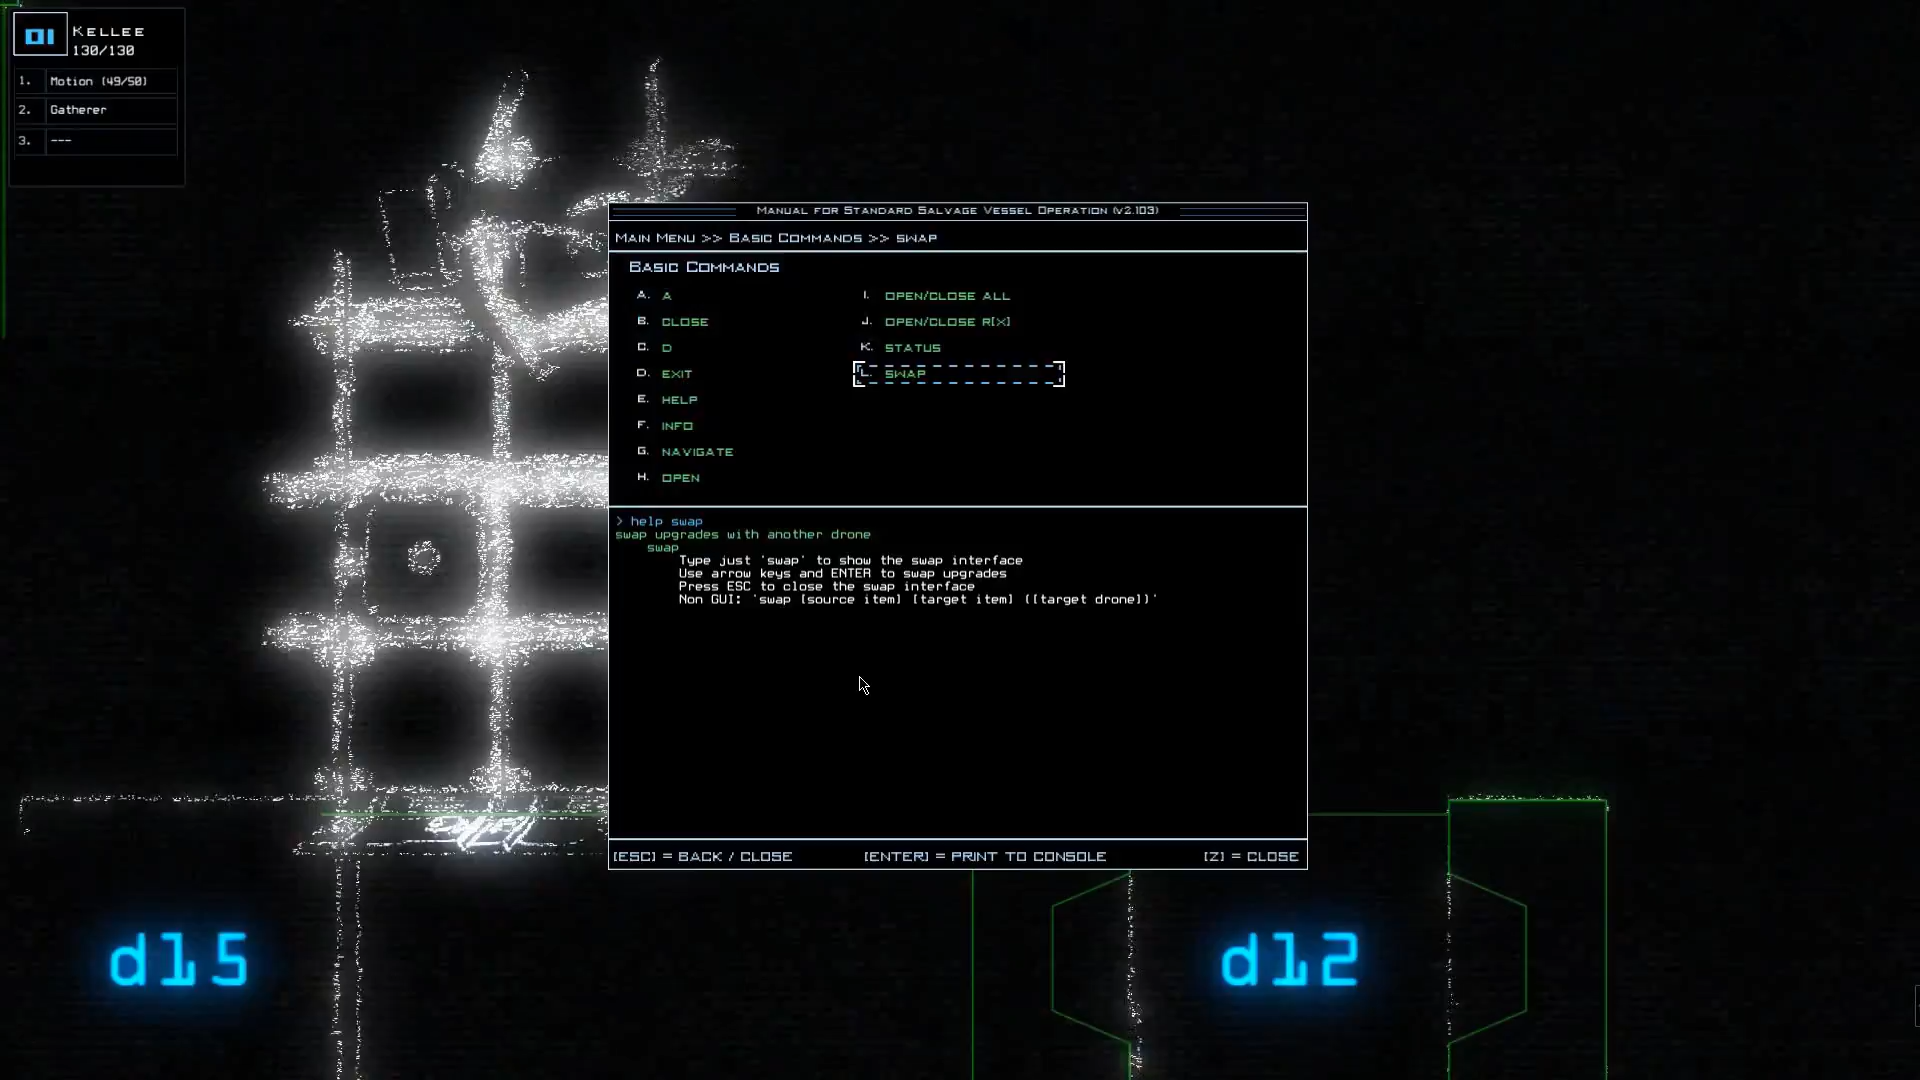 01 Kellee
130/130
1. Motion (49/50)
2. Gatherer
3. ---
Manual for Standard Salvage Vessel Operation (v2.103)
Main Menu >> Basic Commands >> swap
Basic Commands
A. A
B. CLOSE
C. D
D. EXIT
E. HELP
F. INFO
G. NAVIGATE
H. OPEN
I. OPEN/CLOSE ALL
J. OPEN/CLOSE R[X]
K. STATUS
L. SWAP
> help swap
swap upgrades with another drone
swap
Type just 'swap' to show the swap interface
Use arrow keys and ENTER to swap upgrades
Press ESC to close the swap interface
Non GUI: 'swap [source item] [target item] ([target drone])'
[ESC] = BACK / CLOSE
[ENTER] = PRINT TO CONSOLE
[Z] = CLOSE
d15
d12